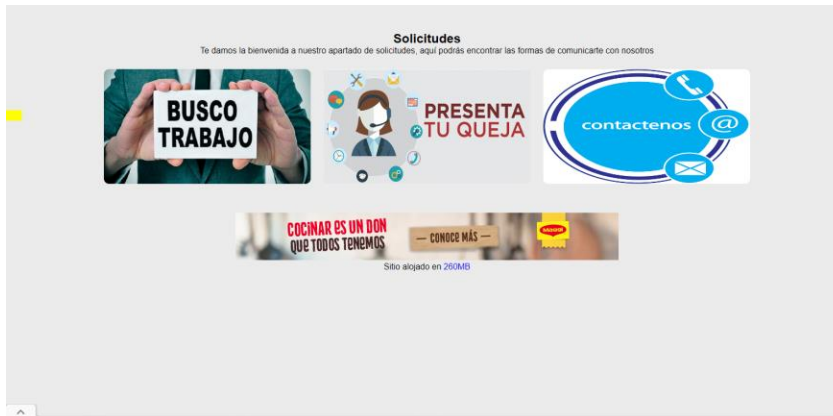 Solicitudes
Te damos la bienvenida a nuestro apartado de solicitudes, aquí podrás encontrar las formas de comunicarte con nosotros
BUSCO
TRABAJO
PRESENTA
TU QUEJA
contactenos
@
COCINAR ES UN DON
QUE TODOS TENEMOS
— CONOCE MÁS —
MAGGI
Sitio alojado en 260MB